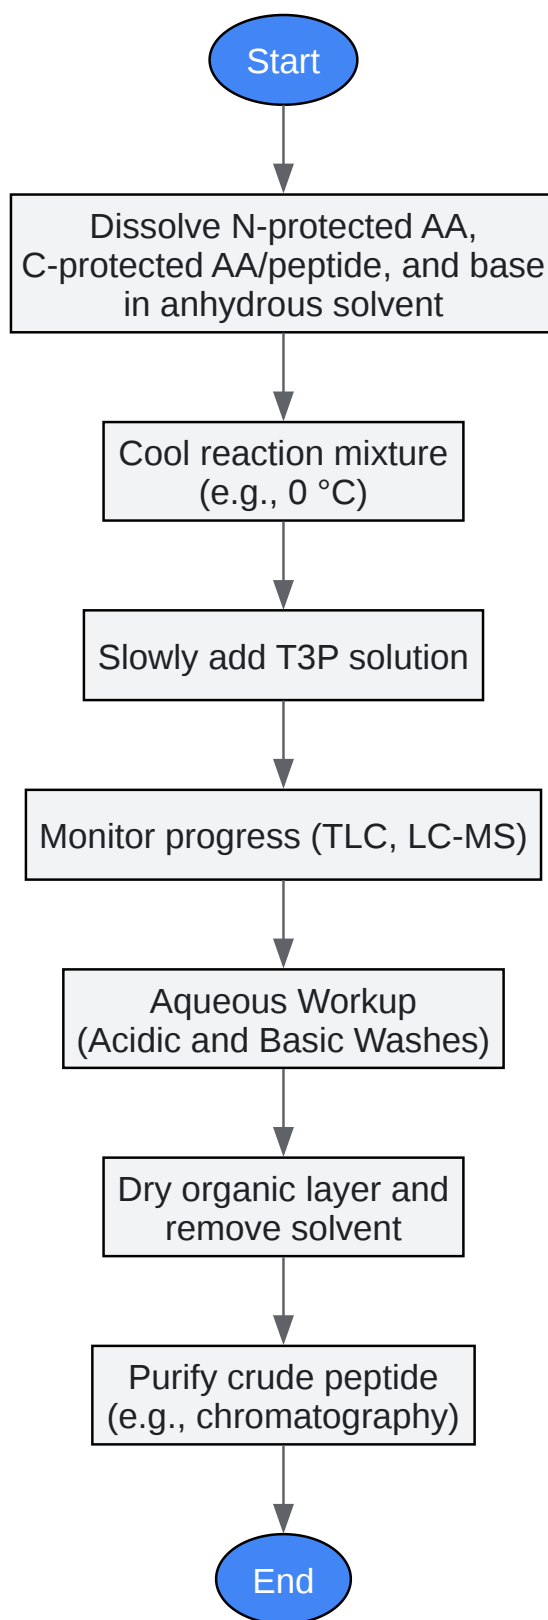 Start
Dissolve N-protected AA,
C-protected AA/peptide, and base
in anhydrous solvent
Cool reaction mixture
(e.g., 0 °C)
Slowly add T3P solution
Monitor progress (TLC, LC-MS)
Aqueous Workup
(Acidic and Basic Washes)
Dry organic layer and
remove solvent
Purify crude peptide
(e.g., chromatography)
End